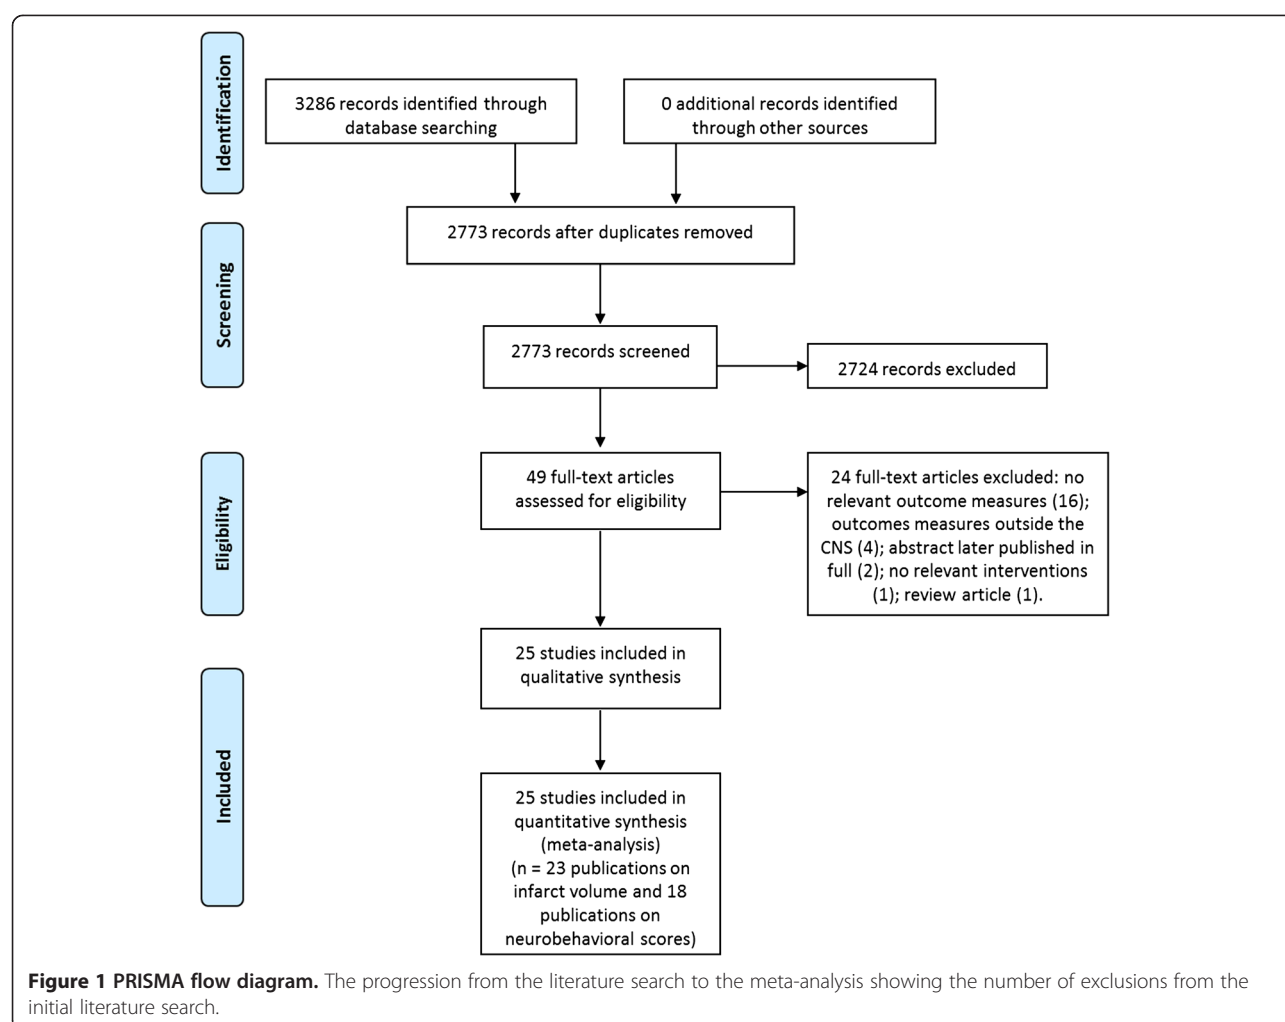 Identification
3286 records identified through
database searching
0 additional records identified
through other sources
2773 records after duplicates removed
Screening
2773 records screened
2724 records excluded
Eligibility
49 full-text articles
assessed for eligibility
24 full-text articles excluded: no
relevant outcome measures (16);
outcomes measures outside the
CNS (4); abstract later published in
full (2); no relevant interventions
(1); review article (1).
25 studies included in
qualitative synthesis
Included
25 studies included in
quantitative synthesis
(meta-analysis)
(n = 23 publications on
infarct volume and 18
publications on
neurobehavioral scores)
Figure 1 PRISMA flow diagram. The progression from the literature search to the meta-analysis showing the number of exclusions from the
initial literature search.